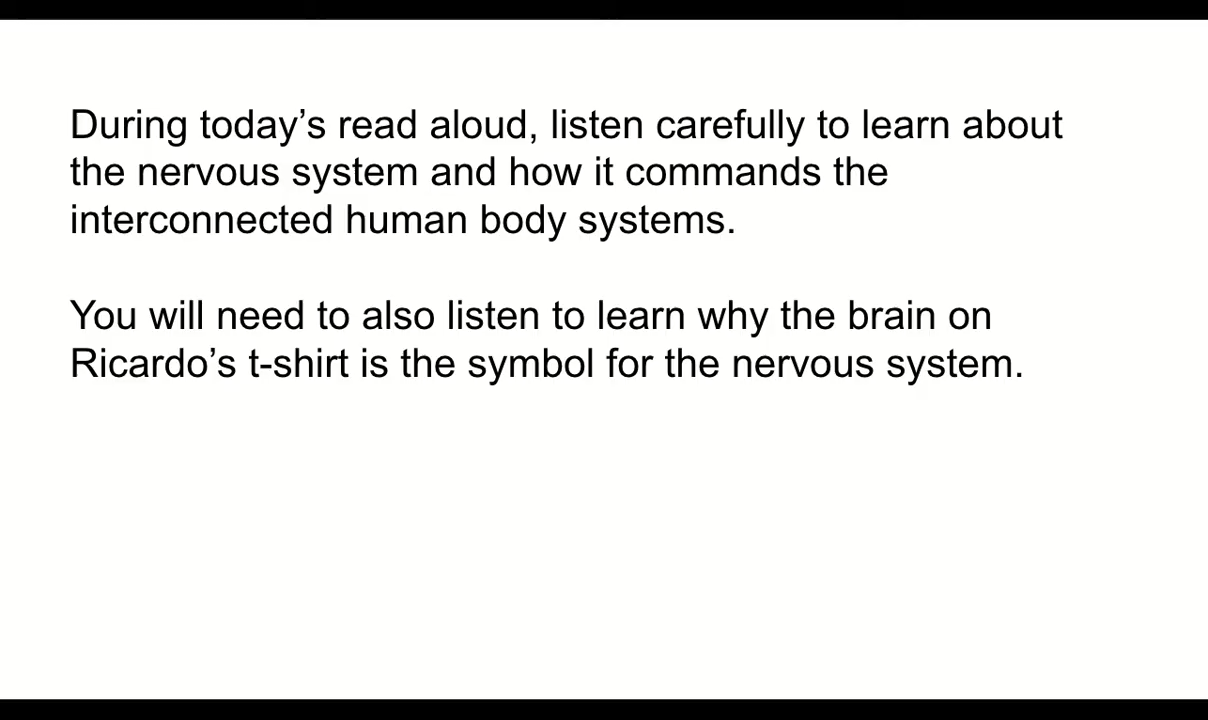 During today’s read aloud, listen carefully to learn about
the nervous system and how it commands the
interconnected human body systems.
You will need to also listen to learn why the brain on
Ricardo’s t-shirt is the symbol for the nervous system.